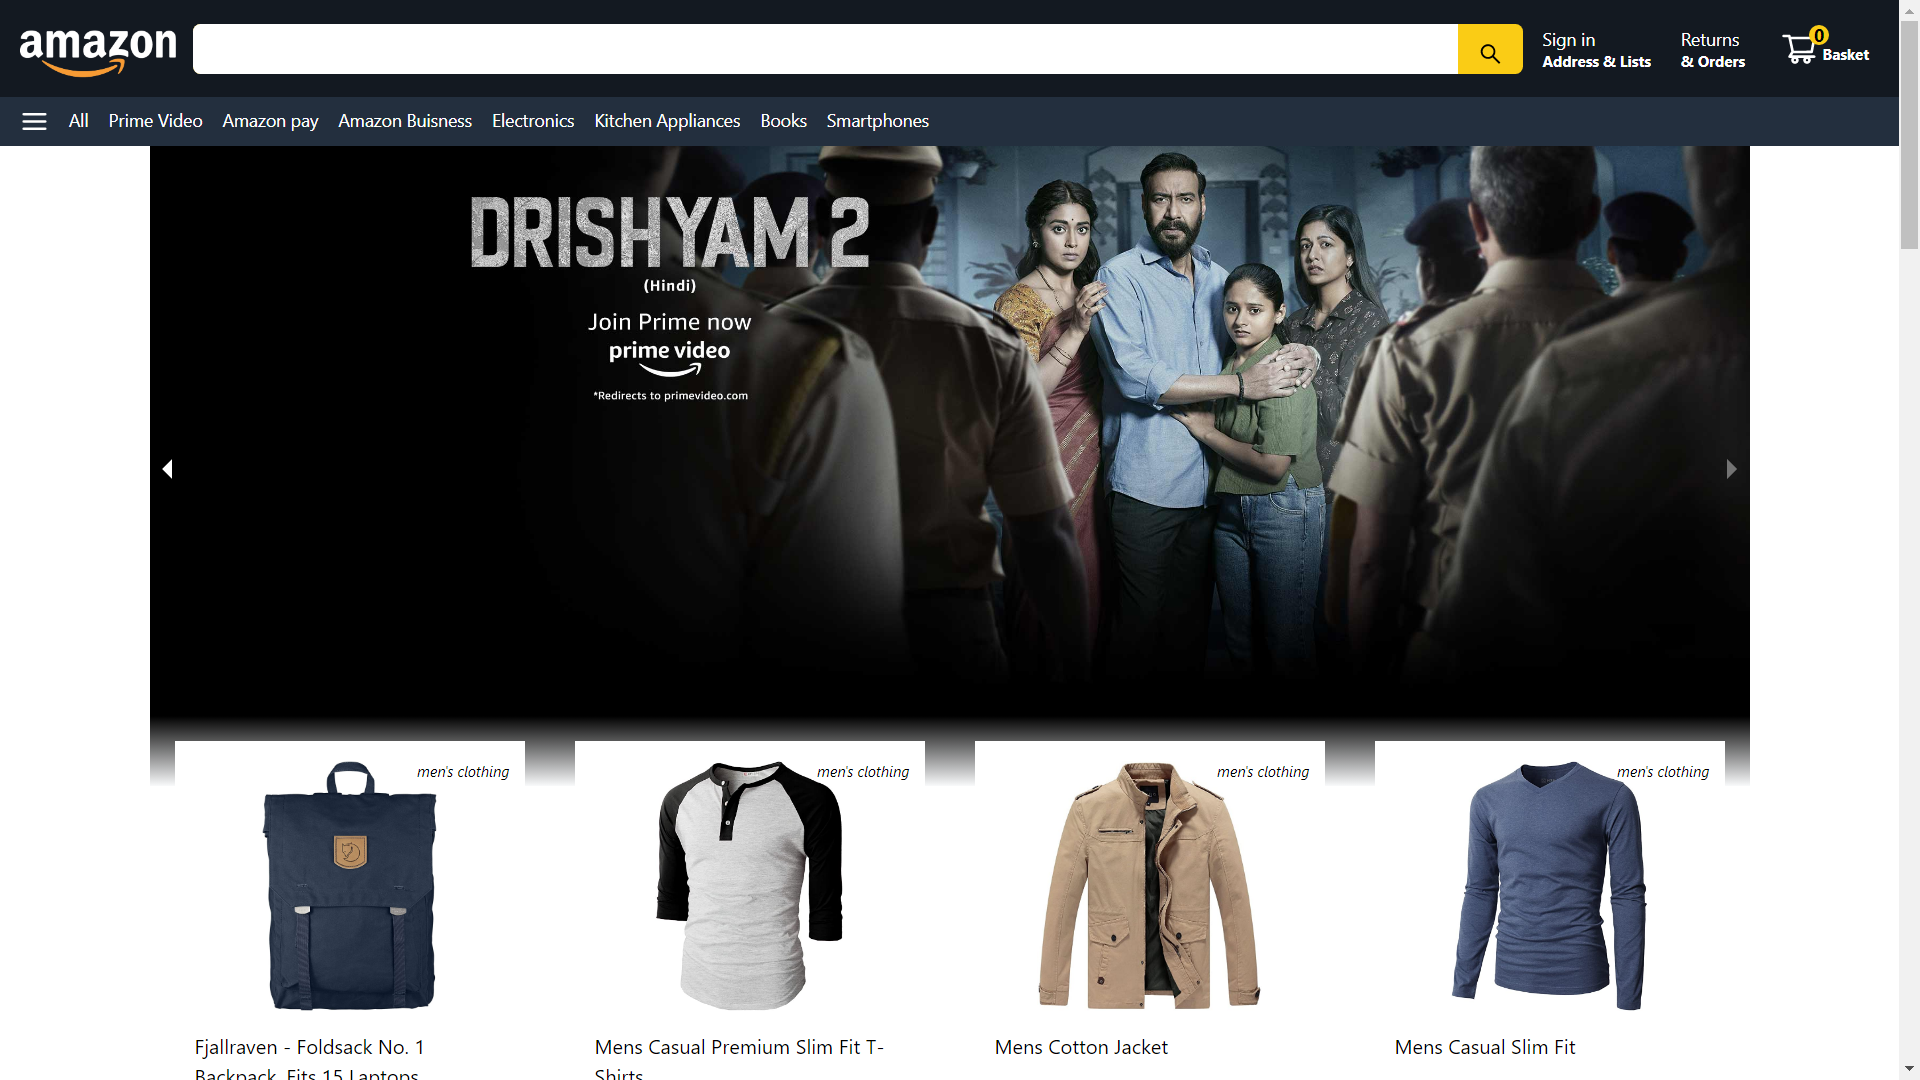 amazon
Sign in
Address & Lists
Returns
& Orders
0
Basket
All Prime Video Amazon pay Amazon Buisness Electronics Kitchen Appliances Books Smartphones
DRISHYAM 2
(Hindi)
Join Prime now
prime video
*Redirects to primevideo.com
men's clothing
men's clothing
men's clothing
men's clothing
Fjallraven - Foldsack No. 1
Backpack, Fits 15 Laptops
Mens Casual Premium Slim Fit T-
Shirts
Mens Cotton Jacket
Mens Casual Slim Fit